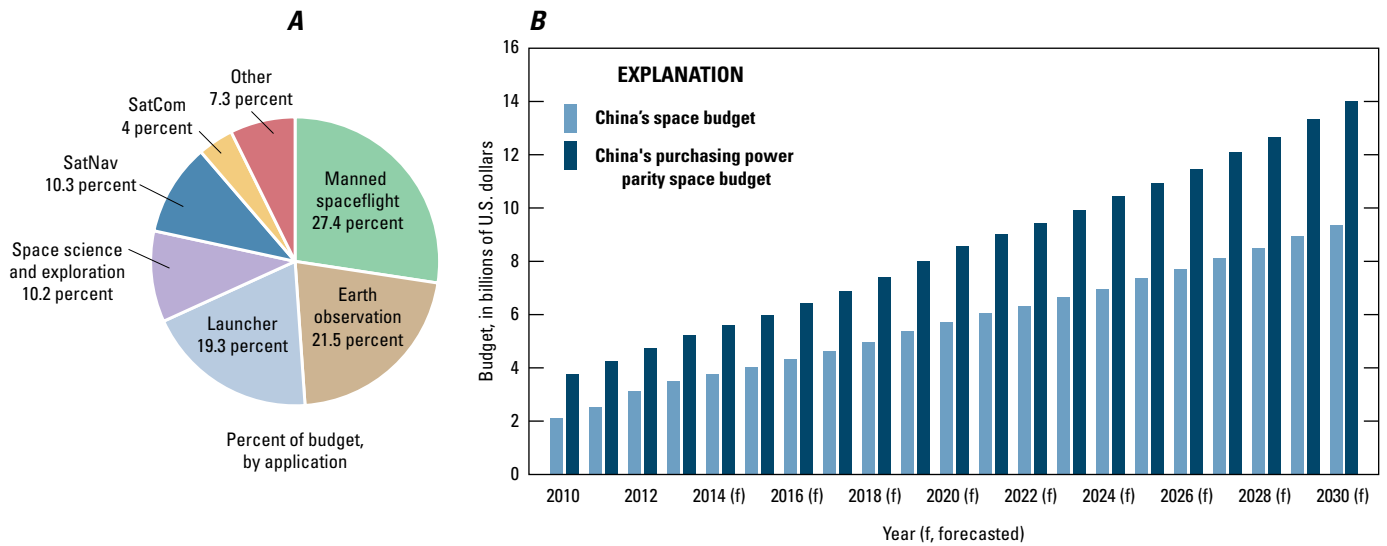 A
Other
7.3 percent
SatCom
4 percent
SatNav
10.3 percent
Space science
and exploration
10.2 percent
Launcher
19.3 percent
Earth
observation
21.5 percent
Manned
spaceflight
27.4 percent
Percent of budget,
by application
B
EXPLANATION
China’s space budget
China's purchasing power
parity space budget
Budget, in billions of U.S. dollars
16
14
12
10
8
6
4
2
0
2010 2012 2014 (f) 2016 (f) 2018 (f) 2020 (f) 2022 (f) 2024 (f) 2026 (f) 2028 (f) 2030 (f)
Year (f, forecasted)